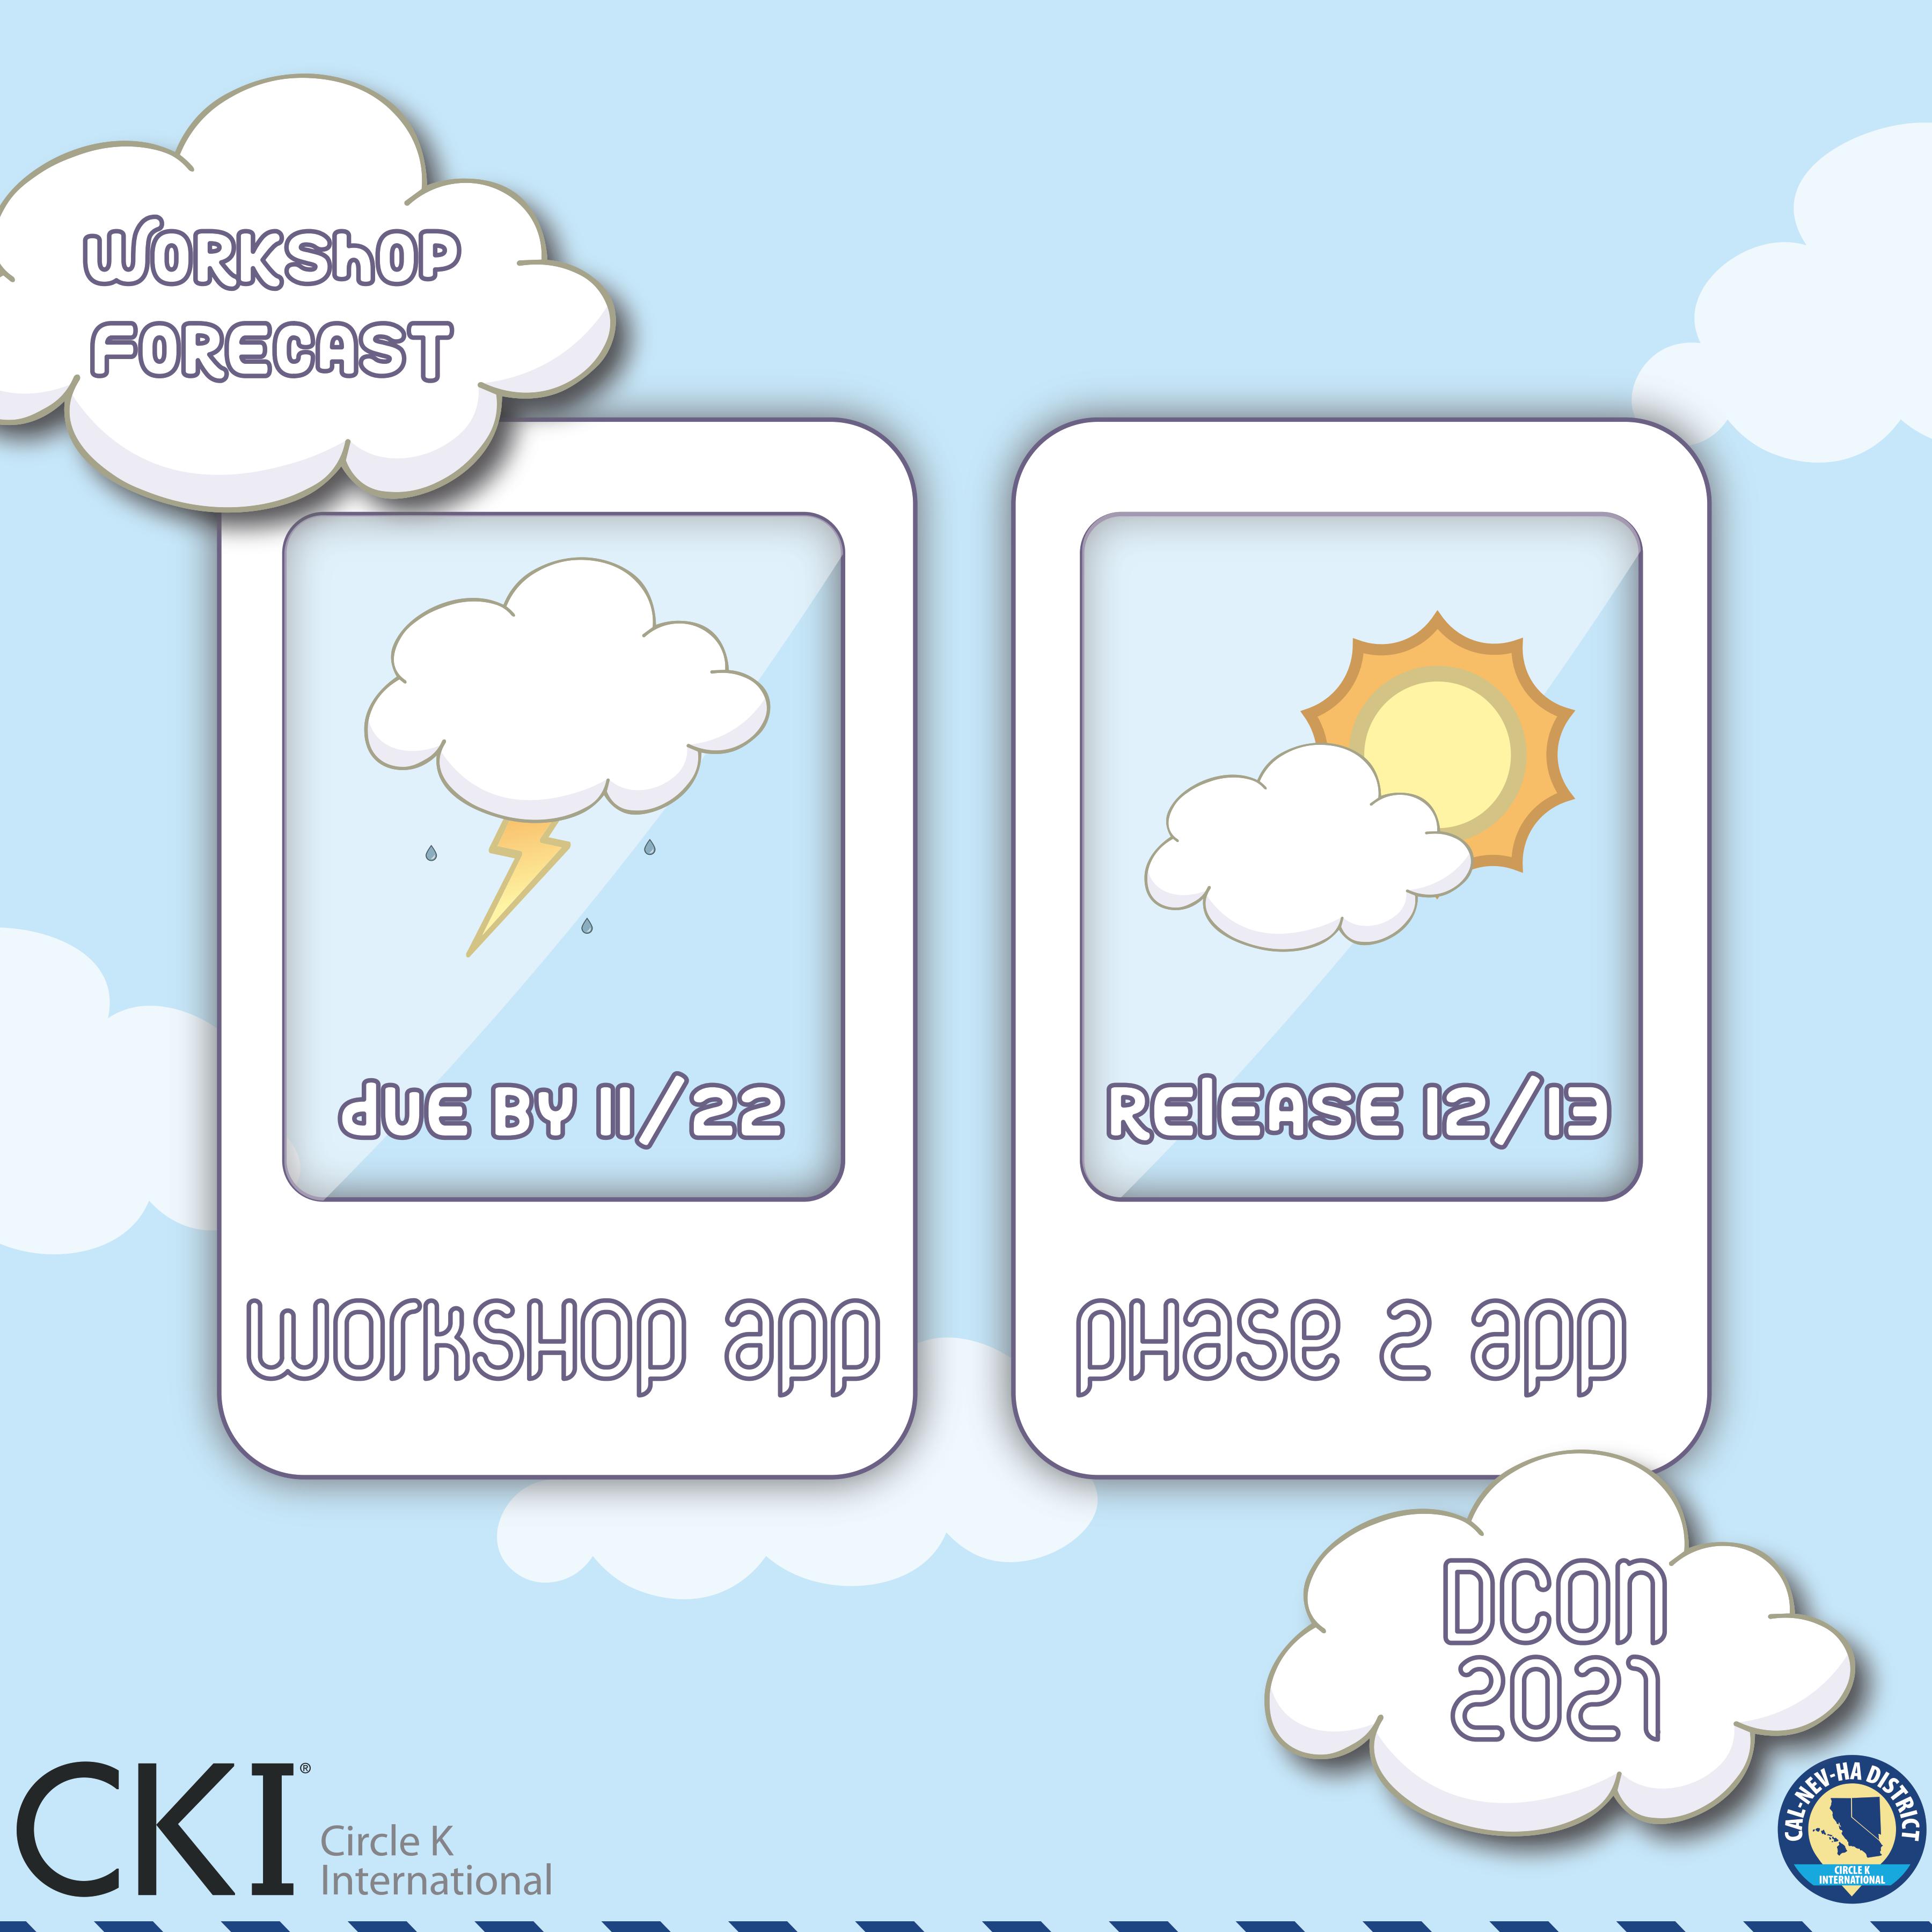 WORKShOP
FORECAST
dUE BY 11/22
RElEASE 12/13
workSHop app
pHase 2 app
Dcon
2021
CKI®
Circle K
International
CAL-NEV-HA DISTRICT
CIRCLE K
INTERNATIONAL